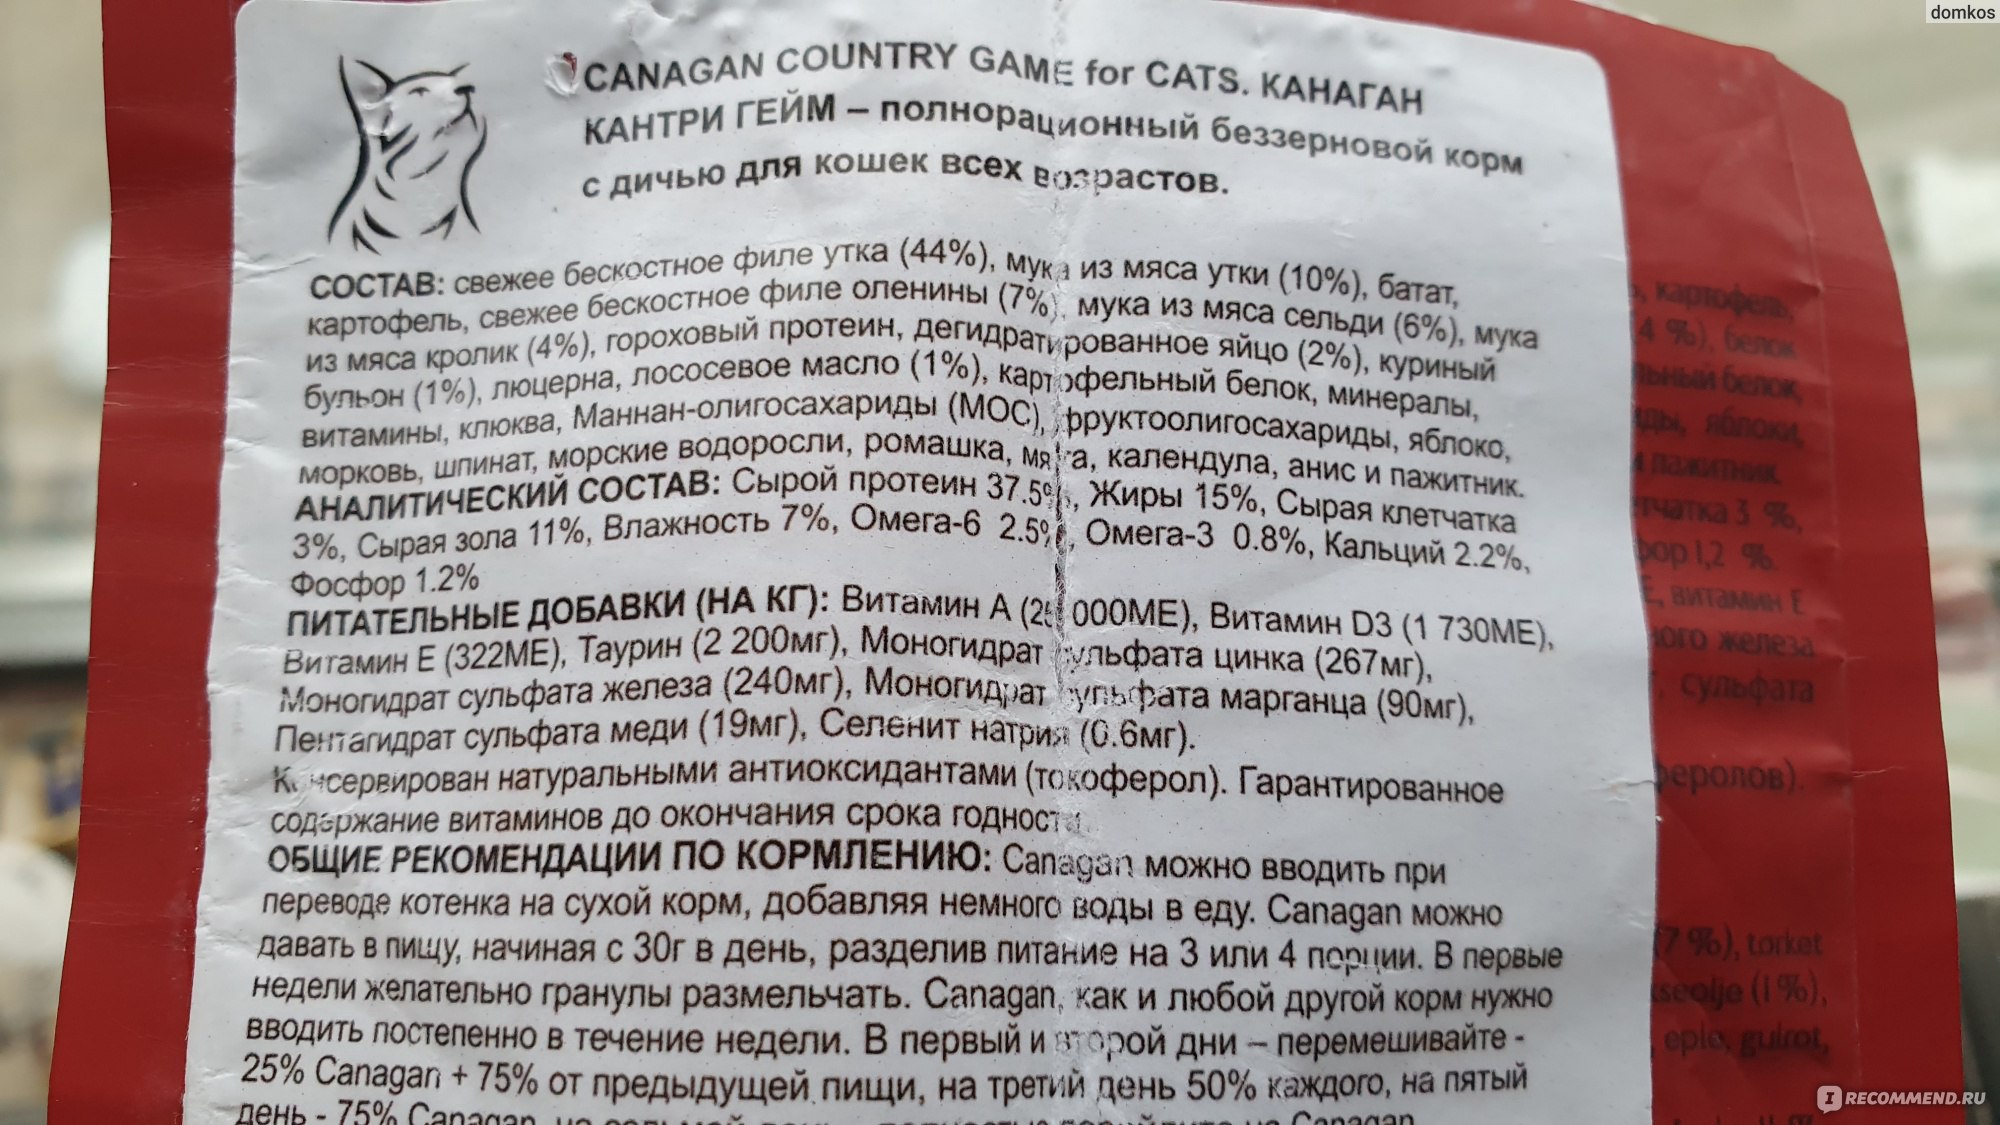 domkos
CANAGAN COUNTRY GAME for CATS. КАНАГАН
КАНТРИ ГЕЙМ – полнорационный беззерновой корм
с дичью для кошек всех возрастов.
СОСТАВ: свежее бескостное филе утка (44%), мука из мяса утки (10%), батат,
картофель, свежее бескостное филе оленины (7%), мука из мяса сельди (6%), мука
из мяса кролик (4%), гороховый протеин, дегидратированное яйцо (2%), куриный
бульон (1%), люцерна, лососевое масло (1%), картофельный белок, минералы,
витамины, клюква, Маннан-олигосахариды (МОС), фруктоолигосахариды, яблоко,
морковь, шпинат, морские водоросли, ромашка, мята, календула, анис и пажитник.
АНАЛИТИЧЕСКИЙ СОСТАВ: Сырой протеин 37.5%, Жиры 15%, Сырая клетчатка
3%, Сырая зола 11%, Влажность 7%, Омега-6 2.5%, Омега-3 0.8%, Кальций 2.2%,
Фосфор 1.2%
ПИТАТЕЛЬНЫЕ ДОБАВКИ (НА КГ): Витамин А 000МЕ), Витамин D3 (1 730МЕ),
Витамин Е (322МЕ), Таурин (2 200мг), Моногидрат сульфата цинка (267мг),
Моногидрат сульфата железа (240мг), Моногидрат сульфата марганца (90мг),
Пентагидрат сульфата меди (19мг), Селенит натрия (0.6мг).
Консервирован натуральными антиоксидантами (токоферол). Гарантированное
содержание витаминов до окончания срока годности
ОБЩИЕ РЕКОМЕНДАЦИИ ПО КОРМЛЕНИЮ: Canagan можно вводить при
переводе котенка на сухой корм, добавляя немного воды в еду. Canagan можно
давать в пищу, начиная с 30г в день, разделив питание на 3 или 4 порции. В первые
недели желательно гранулы размельчать. Canagan, как и любой другой корм нужно
вводить постепенно в течение недели. В первый и второй дни – перемешивайте -
25% Canagan + 75% от предыдущей пищи, на третий день 50% каждого, на пятый
день - 75% Canagan, на седьмой день – Canagan
картофель,
4 %), белок
белок,
яблоки,
пажитник
3 %,
1,2 %.
Е, витамин Е
железа
сульфата
(7 %), torket
(1 %),
eple, gulrot,
IRECOMMEND.RU